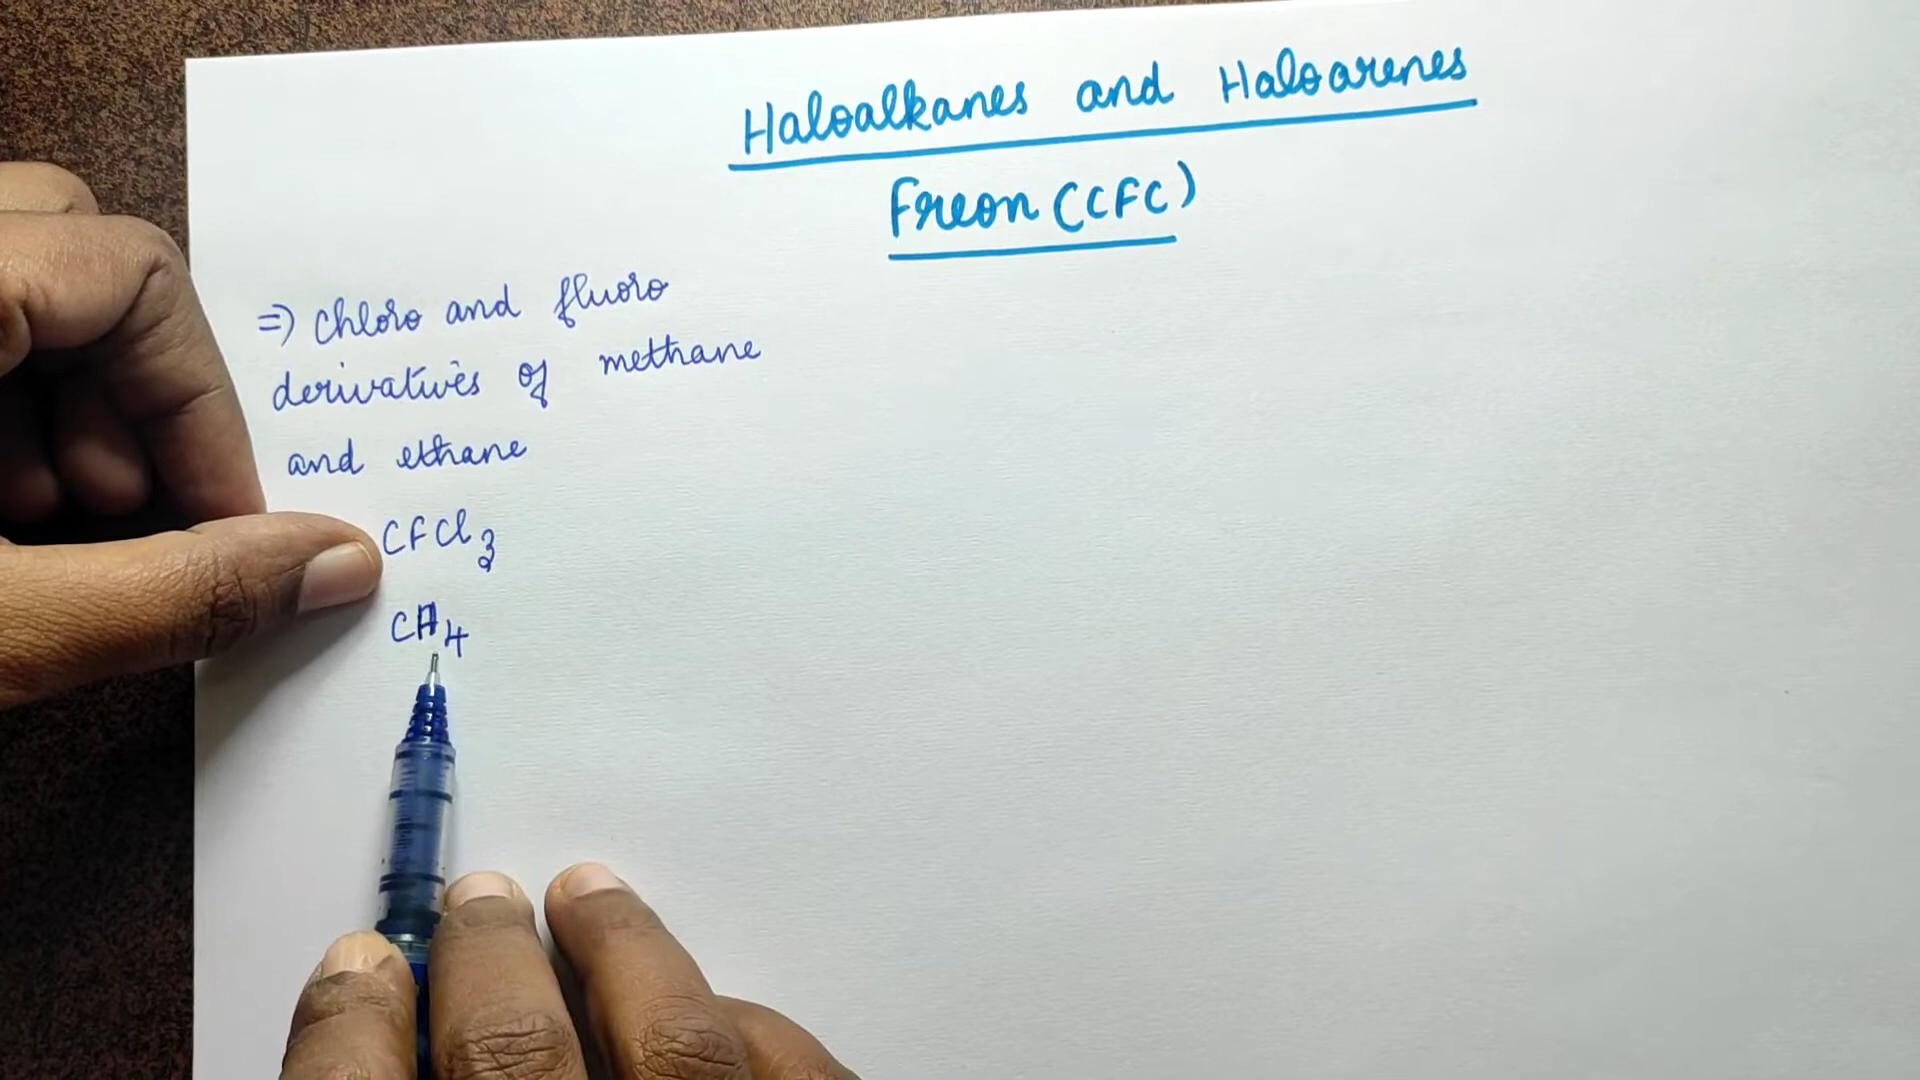 Haloalkanes and Haloarenes
Freon (CFC)
⇒ chloro and fluoro
derivatives of methane
and ethane
CFCl₃
CH₄